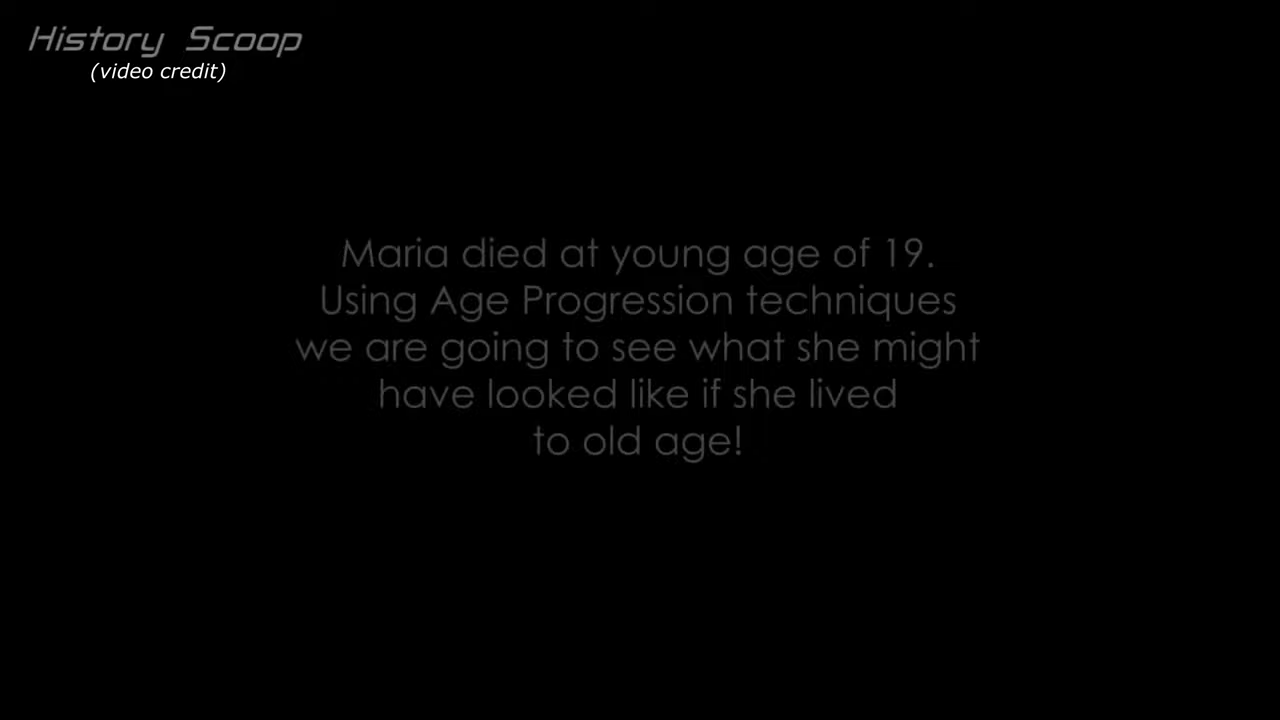 History Scoop
(video credit)
Maria died at young age of 19.
Using Age Progression techniques
we are going to see what she might
have looked like if she lived
to old age!